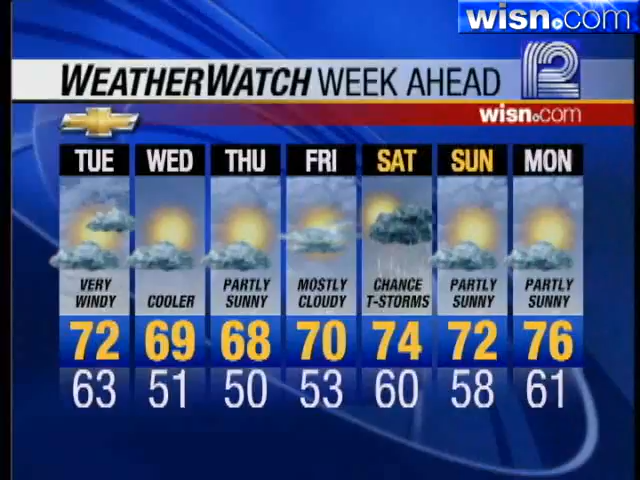 wisn.com
WEATHERWATCH WEEK AHEAD 12
wisn.com
TUE WED THU FRI SAT SUN MON
VERY WINDY COOLER PARTLY SUNNY MOSTLY CLOUDY CHANCE T-STORMS PARTLY SUNNY PARTLY SUNNY
72 69 68 70 74 72 76
63 51 50 53 60 58 61